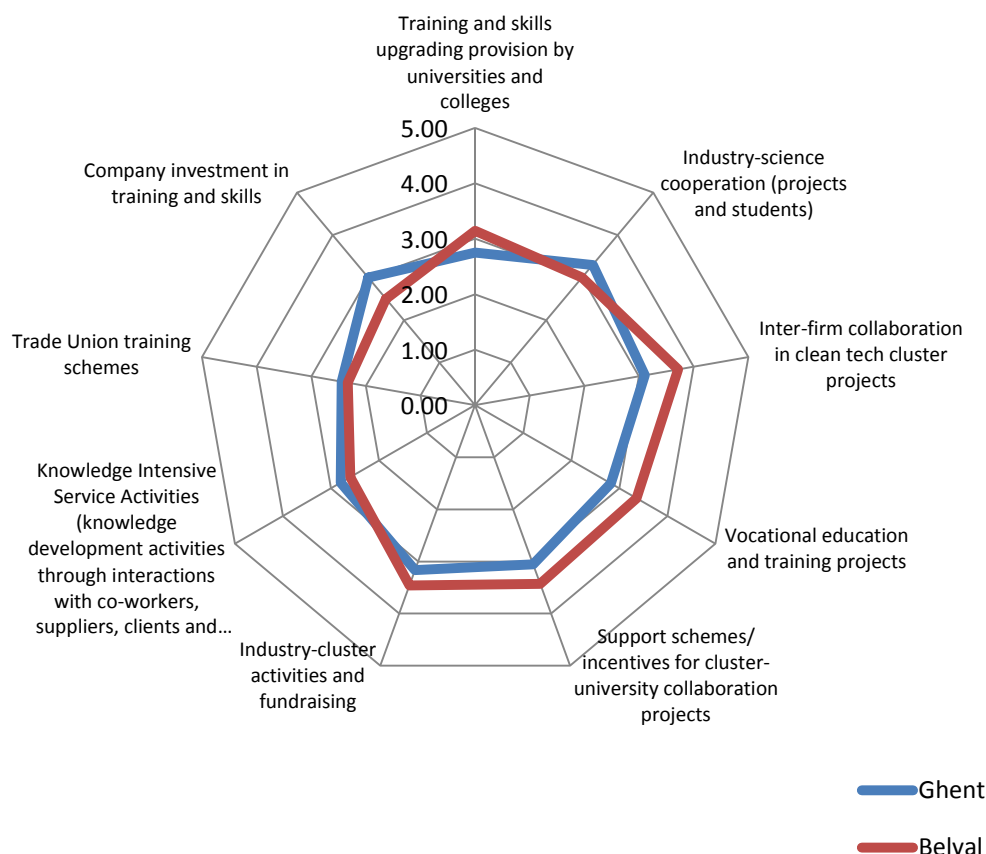 Training and skills
upgrading provision by
universities and
colleges
5.00
4.00
3.00
2.00
1.00
0.00
Industry-science
cooperation (projects
and students)
Inter-firm collaboration
in clean tech cluster
projects
Vocational education
and training projects
Support schemes/
incentives for cluster-
university collaboration
projects
Industry-cluster
activities and
fundraising
Knowledge Intensive
Service Activities
(knowledge
development activities
through interactions
with co-workers,
suppliers, clients and…
Trade Union training
schemes
Company investment in
training and skills
Ghent
Belval